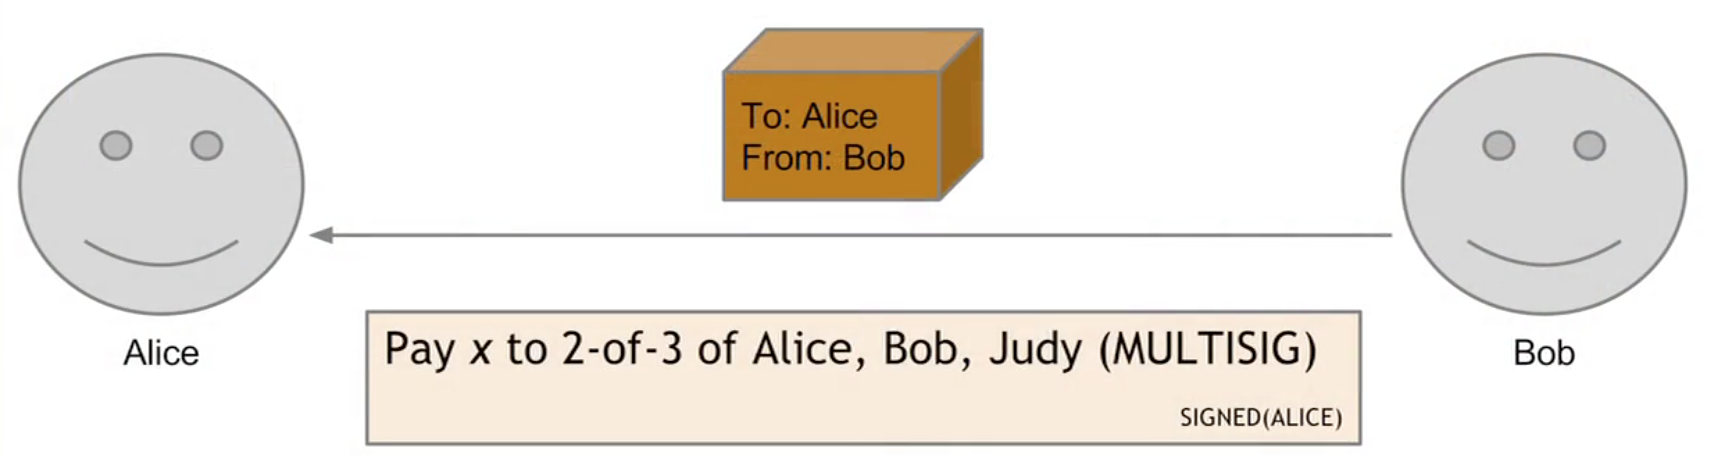 To: Alice
From: Bob
Alice
Pay x to 2-of-3 of Alice, Bob, Judy (MULTISIG)
SIGNED(ALICE)
Bob